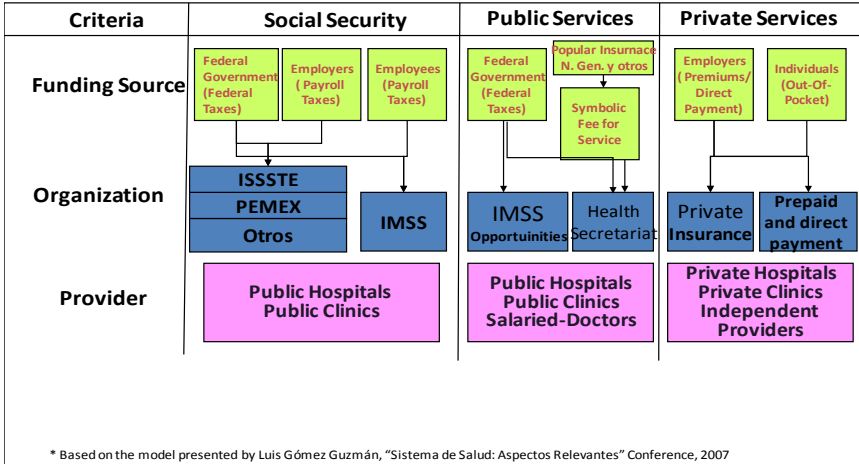 Criteria
Social Security
Public Services
Private Services
Funding Source
Federal
Government
(Federal
Taxes)
Employers
( Payroll
Taxes)
Employees
(Payroll
Taxes)
Federal
Government
(Federal
Taxes)
Popular Insurnace
N. Gen. y otros
Symbolic
Fee for
Service
Employers
( Premiums/
Direct
Payment)
Individuals
(Out-Of-
Pocket)
Organization
ISSSTE
PEMEX
Otros
IMSS
IMSS
Opportuinities
Health
Secretariat
Private
Insurance
Prepaid
and direct
payment
Provider
Public Hospitals
Public Clinics
Public Hospitals
Public Clinics
Salaried-Doctors
Private Hospitals
Private Clinics
Independent
Providers
* Based on the model presented by Luis Gómez Guzmán, “Sistema de Salud: Aspectos Relevantes” Conference, 2007